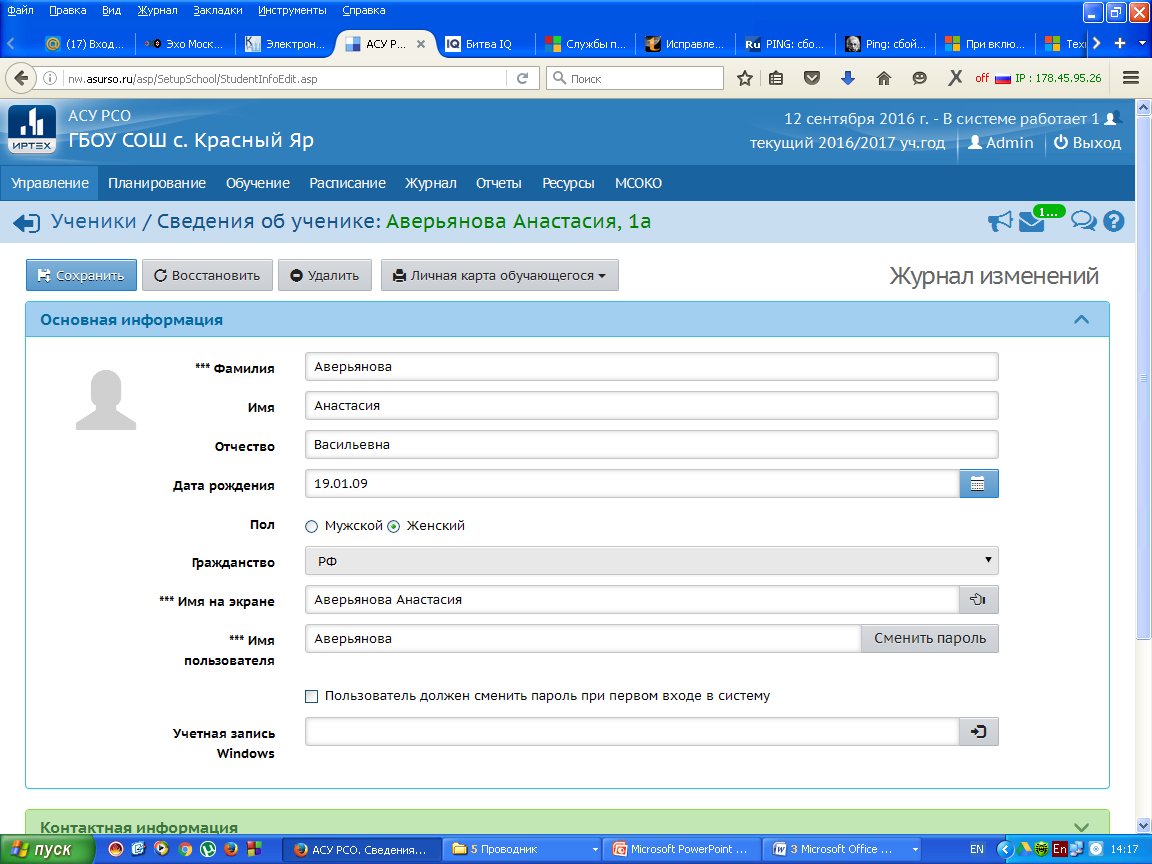 Файл Правка Вид Журнал Закладки Инструменты Справка
(17) Вход... Эхо Моск... Электрон... АСУ Р... Битва IQ Службы п... Исправле... PING: сбо... Ping: сбой... При вклю... Тех
nw.asurso.ru/asp/SetupSchool/StudentInfoEdit.asp Поиск off IP : 178.45.95.26
АСУ РСО
ГБОУ СОШ с. Красный Яр
ИРТЕХ
12 сентября 2016 г. - В системе работает 1
текущий 2016/2017 уч.год Admin Выход
Управление Планирование Обучение Расписание Журнал Отчеты Ресурсы МСОКО
Ученики / Сведения об ученике: Аверьянова Анастасия, 1а 1...
Сохранить Восстановить Удалить Личная карта обучающегося Журнал изменений
Основная информация
*** Фамилия Аверьянова
Имя Анастасия
Отчество Васильевна
Дата рождения 19.01.09
Пол Мужской Женский
Гражданство РФ
*** Имя на экране Аверьянова Анастасия
*** Имя
пользователя Аверьянова Сменить пароль
Пользователь должен сменить пароль при первом входе в систему
Учетная запись
Windows
Контактная информация
пуск АСУ РСО. Сведения... 5 Проводник Microsoft PowerPoint ... 3 Microsoft Office ... EN En 14:17